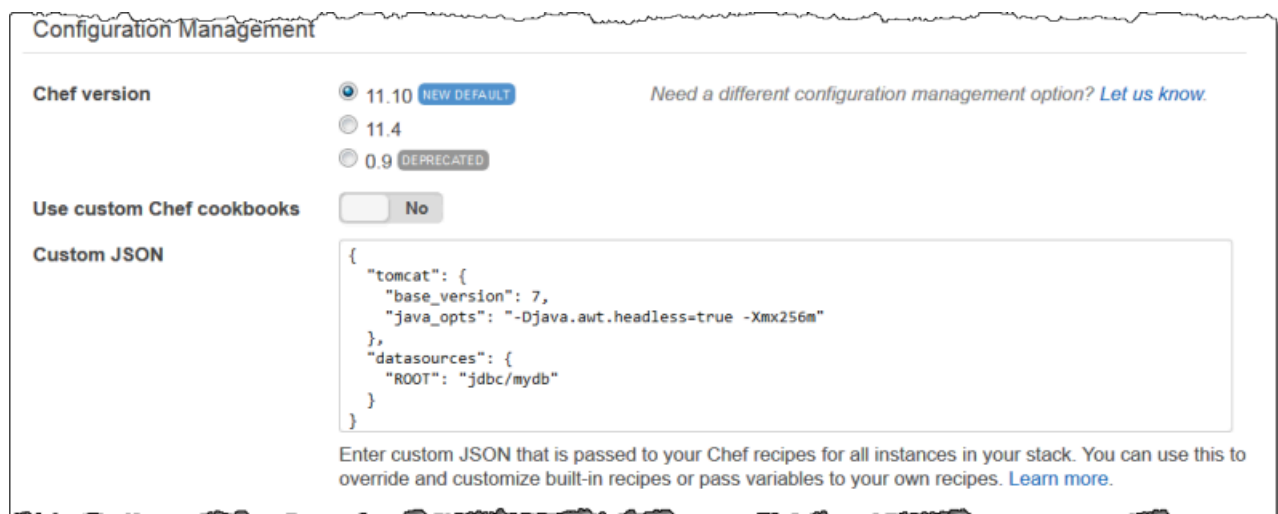 Configuration Management
Chef version
11.10 NEW DEFAULT
Need a different configuration management option? Let us know.
11.4
0.9 DEPRECATED
Use custom Chef cookbooks
No
Custom JSON
{
  "tomcat": {
    "base_version": 7,
    "java_opts": "-Djava.awt.headless=true -Xmx256m"
  },
  "datasources": {
    "ROOT": "jdbc/mydb"
  }
}
Enter custom JSON that is passed to your Chef recipes for all instances in your stack. You can use this to
override and customize built-in recipes or pass variables to your own recipes. Learn more.